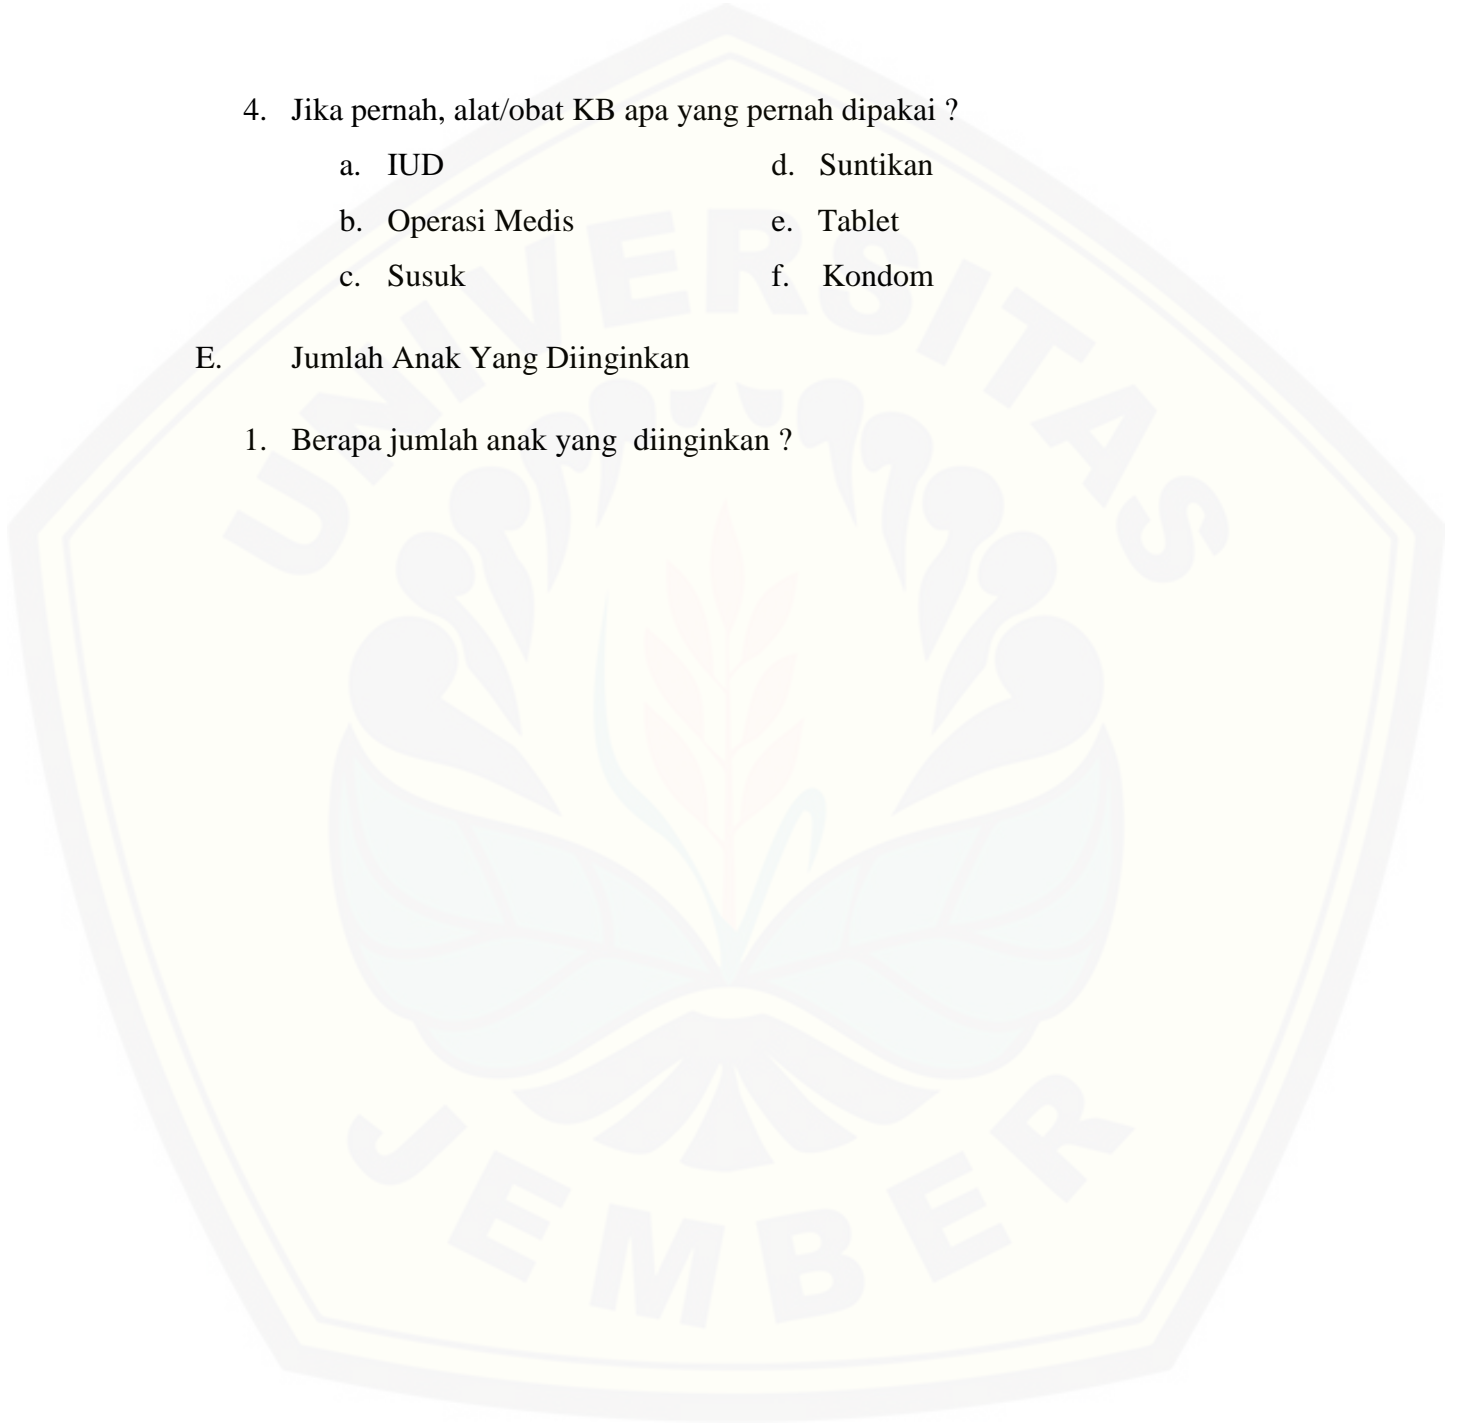 4. Jika pernah, alat/obat KB apa yang pernah dipakai ?
a. IUD d. Suntikan
b. Operasi Medis e. Tablet
c. Susuk f. Kondom
E. Jumlah Anak Yang Diinginkan
1. Berapa jumlah anak yang diinginkan ?
UNIVERSITAS
JEMBER